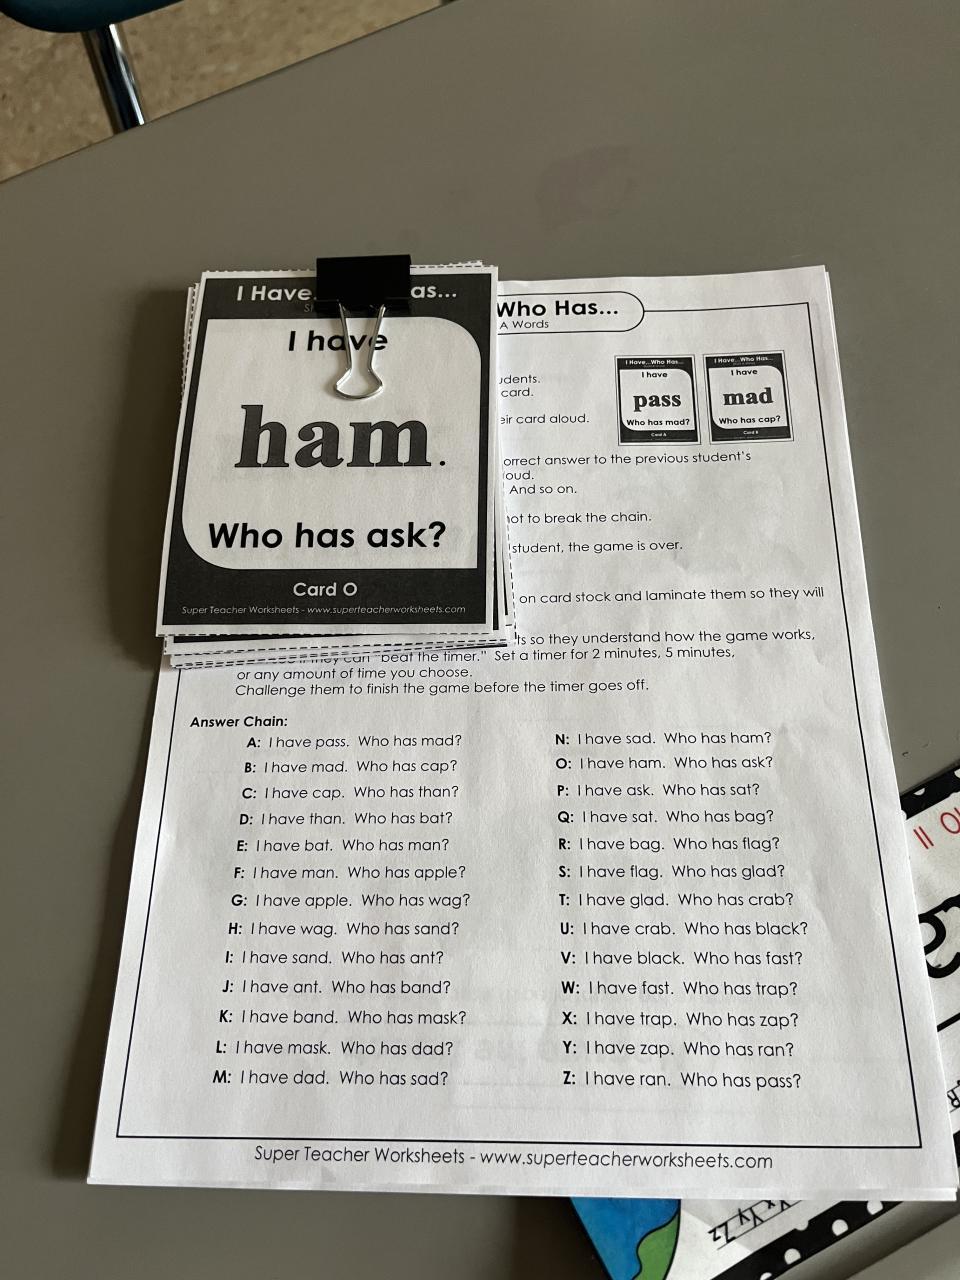 I Have... as...
I have
ham.
Who has ask?
Card O
Super Teacher Worksheets - www.superteacherworksheets.com
Who Has...
A Words
udents.
card.
eir card aloud.
orrect answer to the previous student's
oud.
And so on.
not to break the chain.
student, the game is over.
on card stock and laminate them so they will
ts so they understand how the game works,
if they can "beat the timer." Set a timer for 2 minutes, 5 minutes,
or any amount of time you choose.
Challenge them to finish the game before the timer goes off.
I Have...Who Has...
I have
pass
Who has mad?
Card A
I Have...Who Has...
I have
mad
Who has cap?
Card B
Answer Chain:
A: I have pass. Who has mad?
B: I have mad. Who has cap?
C: I have cap. Who has than?
D: I have than. Who has bat?
E: I have bat. Who has man?
F: I have man. Who has apple?
G: I have apple. Who has wag?
H: I have wag. Who has sand?
I: I have sand. Who has ant?
J: I have ant. Who has band?
K: I have band. Who has mask?
L: I have mask. Who has dad?
M: I have dad. Who has sad?
N: I have sad. Who has ham?
O: I have ham. Who has ask?
P: I have ask. Who has sat?
Q: I have sat. Who has bag?
R: I have bag. Who has flag?
S: I have flag. Who has glad?
T: I have glad. Who has crab?
U: I have crab. Who has black?
V: I have black. Who has fast?
W: I have fast. Who has trap?
X: I have trap. Who has zap?
Y: I have zap. Who has ran?
Z: I have ran. Who has pass?
Super Teacher Worksheets - www.superteacherworksheets.com
Yy Zz